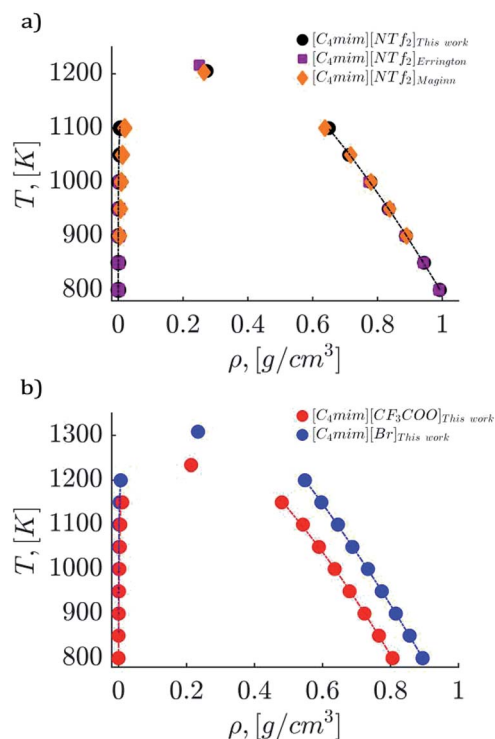 a)
[C₄mim][NTf₂]This work
[C₄mim][NTf₂]Errington
[C₄mim][NTf₂]Maginn
1200
1100
1000
900
800
T, [K]
0 0.2 0.4 0.6 0.8 1
ρ, [g/cm³]
b)
[C₄mim][CF₃COO]This work
[C₄mim][Br]This work
1300
1200
1100
1000
900
800
T, [K]
0 0.2 0.4 0.6 0.8 1
ρ, [g/cm³]